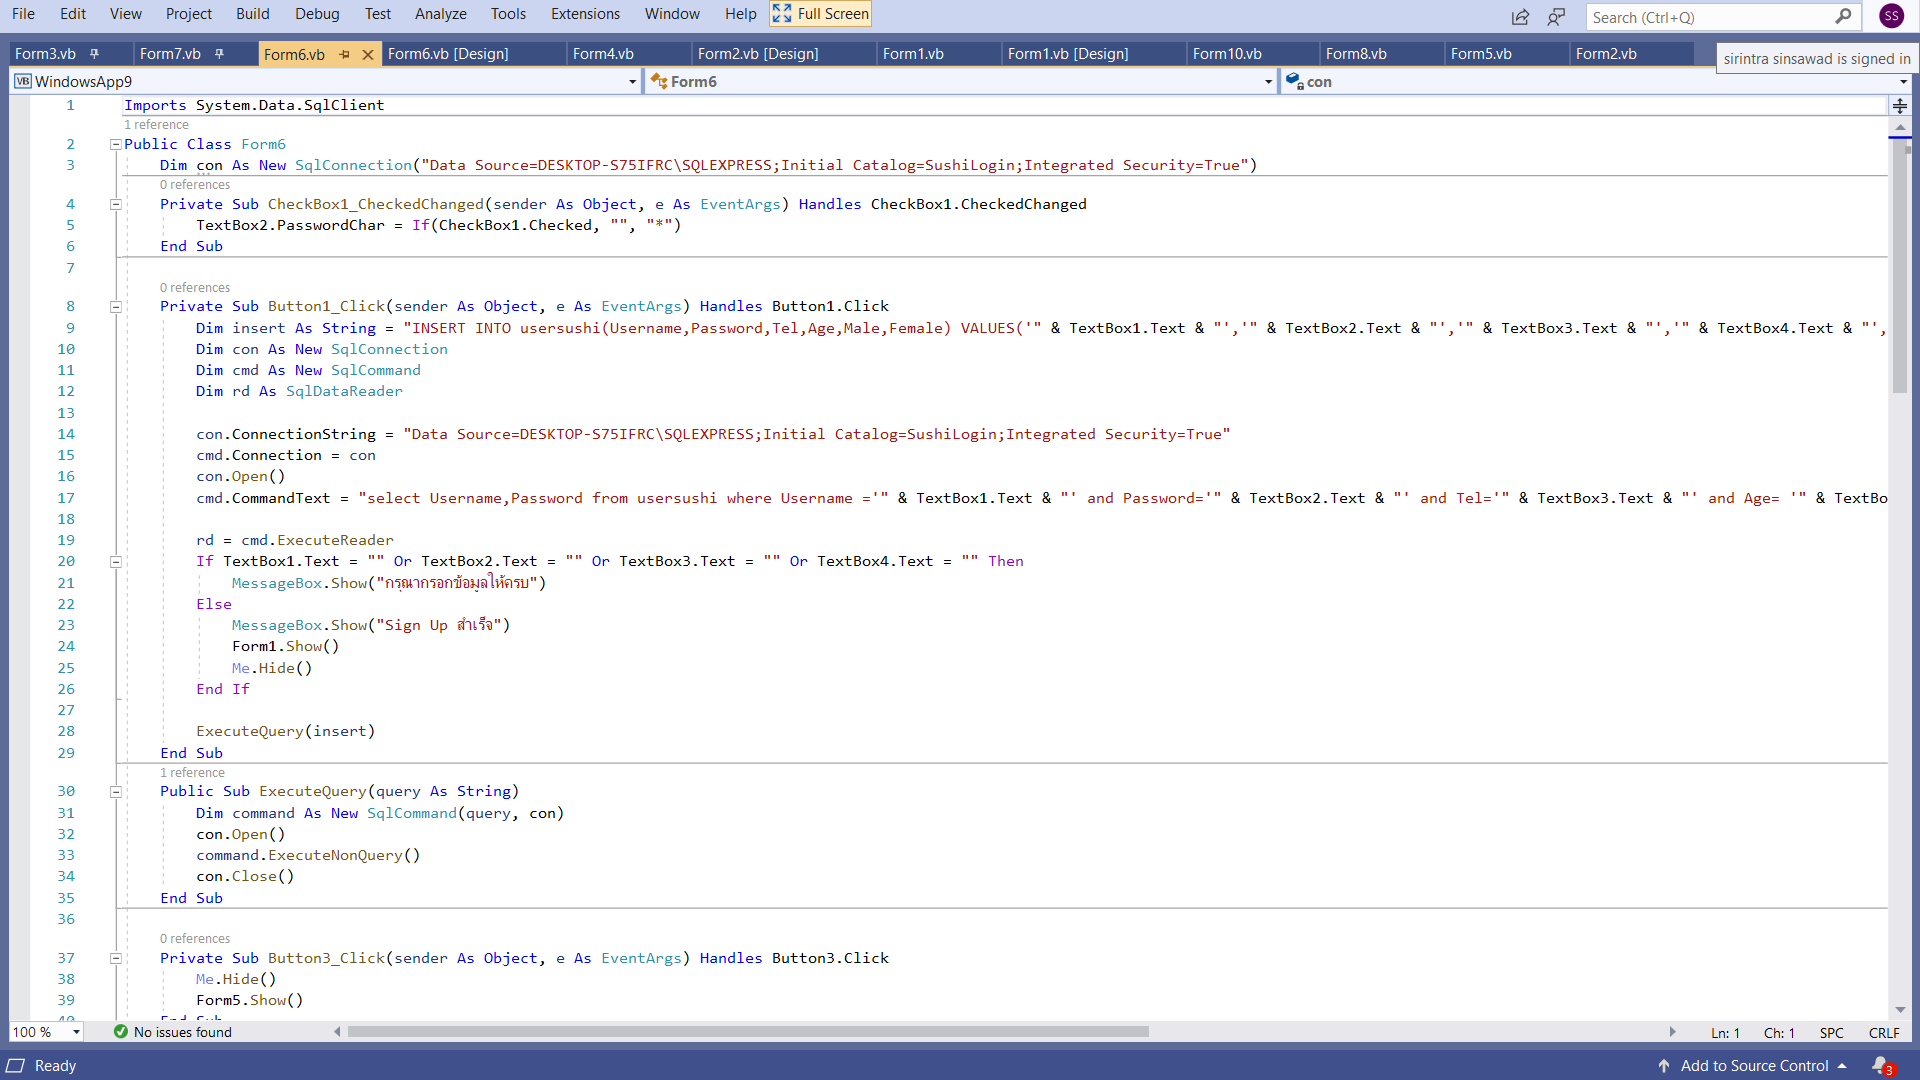 File Edit View Project Build Debug Test Analyze Tools Extensions Window Help Full Screen Search (Ctrl+Q) SS
Form3.vb Form7.vb Form6.vb Form6.vb [Design] Form4.vb Form2.vb [Design] Form1.vb Form1.vb [Design] Form10.vb Form8.vb Form5.vb Form2.vb
sirintra sinsawad is signed in
VB WindowsApp9 Form6 con
1 Imports System.Data.SqlClient
1 reference
2 Public Class Form6
3 Dim con As New SqlConnection("Data Source=DESKTOP-S75IFRC\SQLEXPRESS;Initial Catalog=SushiLogin;Integrated Security=True")
0 references
4 Private Sub CheckBox1_CheckedChanged(sender As Object, e As EventArgs) Handles CheckBox1.CheckedChanged
5 TextBox2.PasswordChar = If(CheckBox1.Checked, "", "*")
6 End Sub
7
0 references
8 Private Sub Button1_Click(sender As Object, e As EventArgs) Handles Button1.Click
9 Dim insert As String = "INSERT INTO usersushi(Username,Password,Tel,Age,Male,Female) VALUES('" & TextBox1.Text & "','" & TextBox2.Text & "','" & TextBox3.Text & "','" & TextBox4.Text & "',
10 Dim con As New SqlConnection
11 Dim cmd As New SqlCommand
12 Dim rd As SqlDataReader
13
14 con.ConnectionString = "Data Source=DESKTOP-S75IFRC\SQLEXPRESS;Initial Catalog=SushiLogin;Integrated Security=True"
15 cmd.Connection = con
16 con.Open()
17 cmd.CommandText = "select Username,Password from usersushi where Username ='" & TextBox1.Text & "' and Password='" & TextBox2.Text & "' and Tel='" & TextBox3.Text & "' and Age= '" & TextBo
18
19 rd = cmd.ExecuteReader
20 If TextBox1.Text = "" Or TextBox2.Text = "" Or TextBox3.Text = "" Or TextBox4.Text = "" Then
21 MessageBox.Show("กรุณากรอกข้อมูลให้ครบ")
22 Else
23 MessageBox.Show("Sign Up สำเร็จ")
24 Form1.Show()
25 Me.Hide()
26 End If
27
28 ExecuteQuery(insert)
29 End Sub
1 reference
30 Public Sub ExecuteQuery(query As String)
31 Dim command As New SqlCommand(query, con)
32 con.Open()
33 command.ExecuteNonQuery()
34 con.Close()
35 End Sub
36
0 references
37 Private Sub Button3_Click(sender As Object, e As EventArgs) Handles Button3.Click
38 Me.Hide()
39 Form5.Show()
40 End Sub
100 % No issues found Ln: 1 Ch: 1 SPC CRLF
Ready Add to Source Control 3